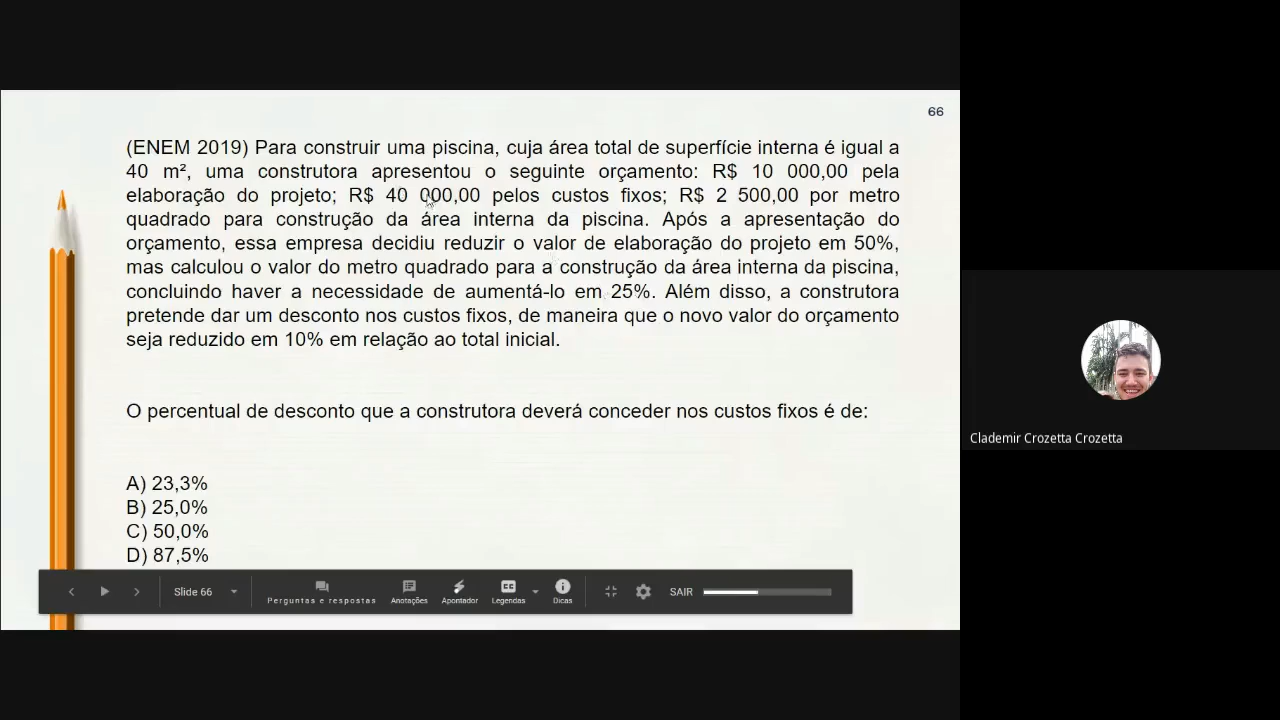 66
(ENEM 2019) Para construir uma piscina, cuja área total de superfície interna é igual a
40 m², uma construtora apresentou o seguinte orçamento: R$ 10 000,00 pela
elaboração do projeto; R$ 40 000,00 pelos custos fixos; R$ 2 500,00 por metro
quadrado para construção da área interna da piscina. Após a apresentação do
orçamento, essa empresa decidiu reduzir o valor de elaboração do projeto em 50%,
mas calculou o valor do metro quadrado para a construção da área interna da piscina,
concluindo haver a necessidade de aumentá-lo em 25%. Além disso, a construtora
pretende dar um desconto nos custos fixos, de maneira que o novo valor do orçamento
seja reduzido em 10% em relação ao total inicial.
O percentual de desconto que a construtora deverá conceder nos custos fixos é de:
A) 23,3%
B) 25,0%
C) 50,0%
D) 87,5%
Slide 66
Perguntas e respostas
Anotações
Apontador
Legendas
Dicas
SAIR
Clademir Crozetta Crozetta